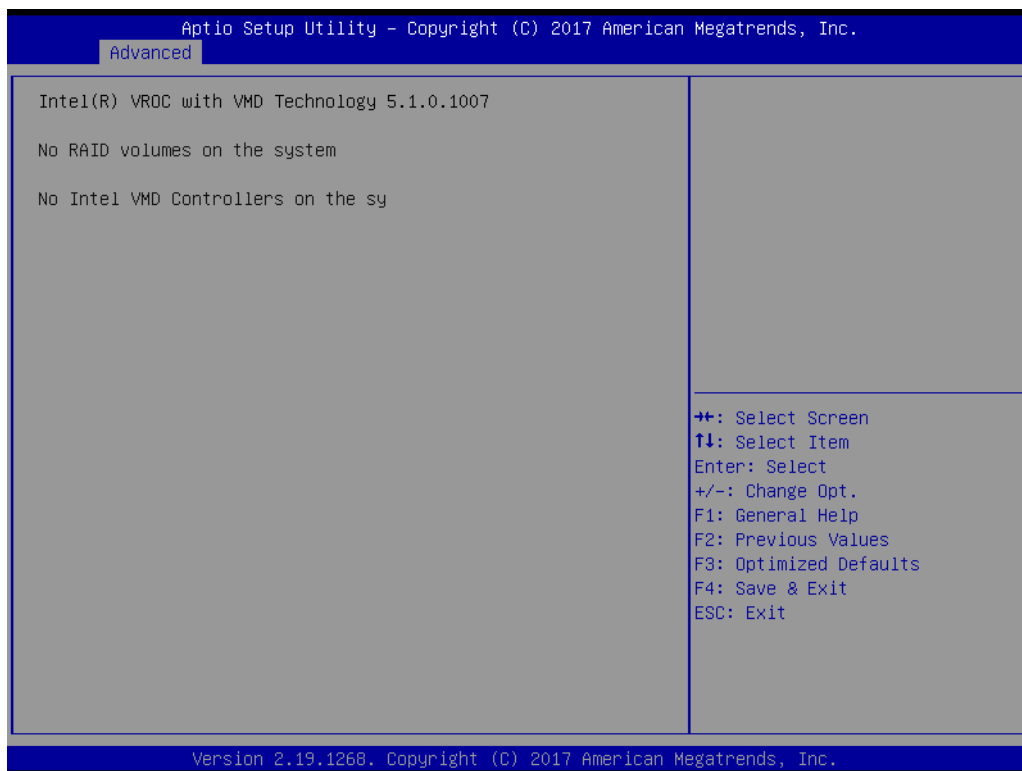 Aptio Setup Utility – Copyright (C) 2017 American Megatrends, Inc.
Advanced
Intel(R) VROC with VMD Technology 5.1.0.1007
No RAID volumes on the system
No Intel VMD Controllers on the sy
→←: Select Screen
↑↓: Select Item
Enter: Select
+/-: Change Opt.
F1: General Help
F2: Previous Values
F3: Optimized Defaults
F4: Save & Exit
ESC: Exit
Version 2.19.1268. Copyright (C) 2017 American Megatrends, Inc.